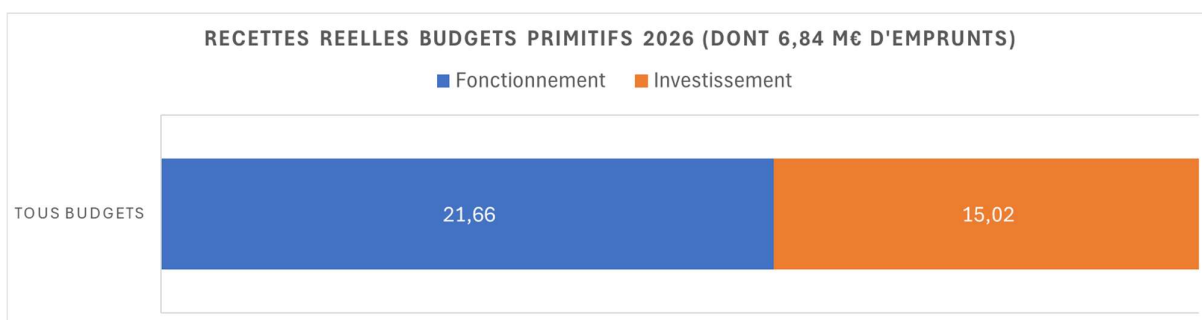 RECETTES REELLES BUDGETS PRIMITIFS 2026 (DONT 6,84 M€ D'EMPRUNTS)
Fonctionnement Investissement
TOUS BUDGETS 21,66 15,02